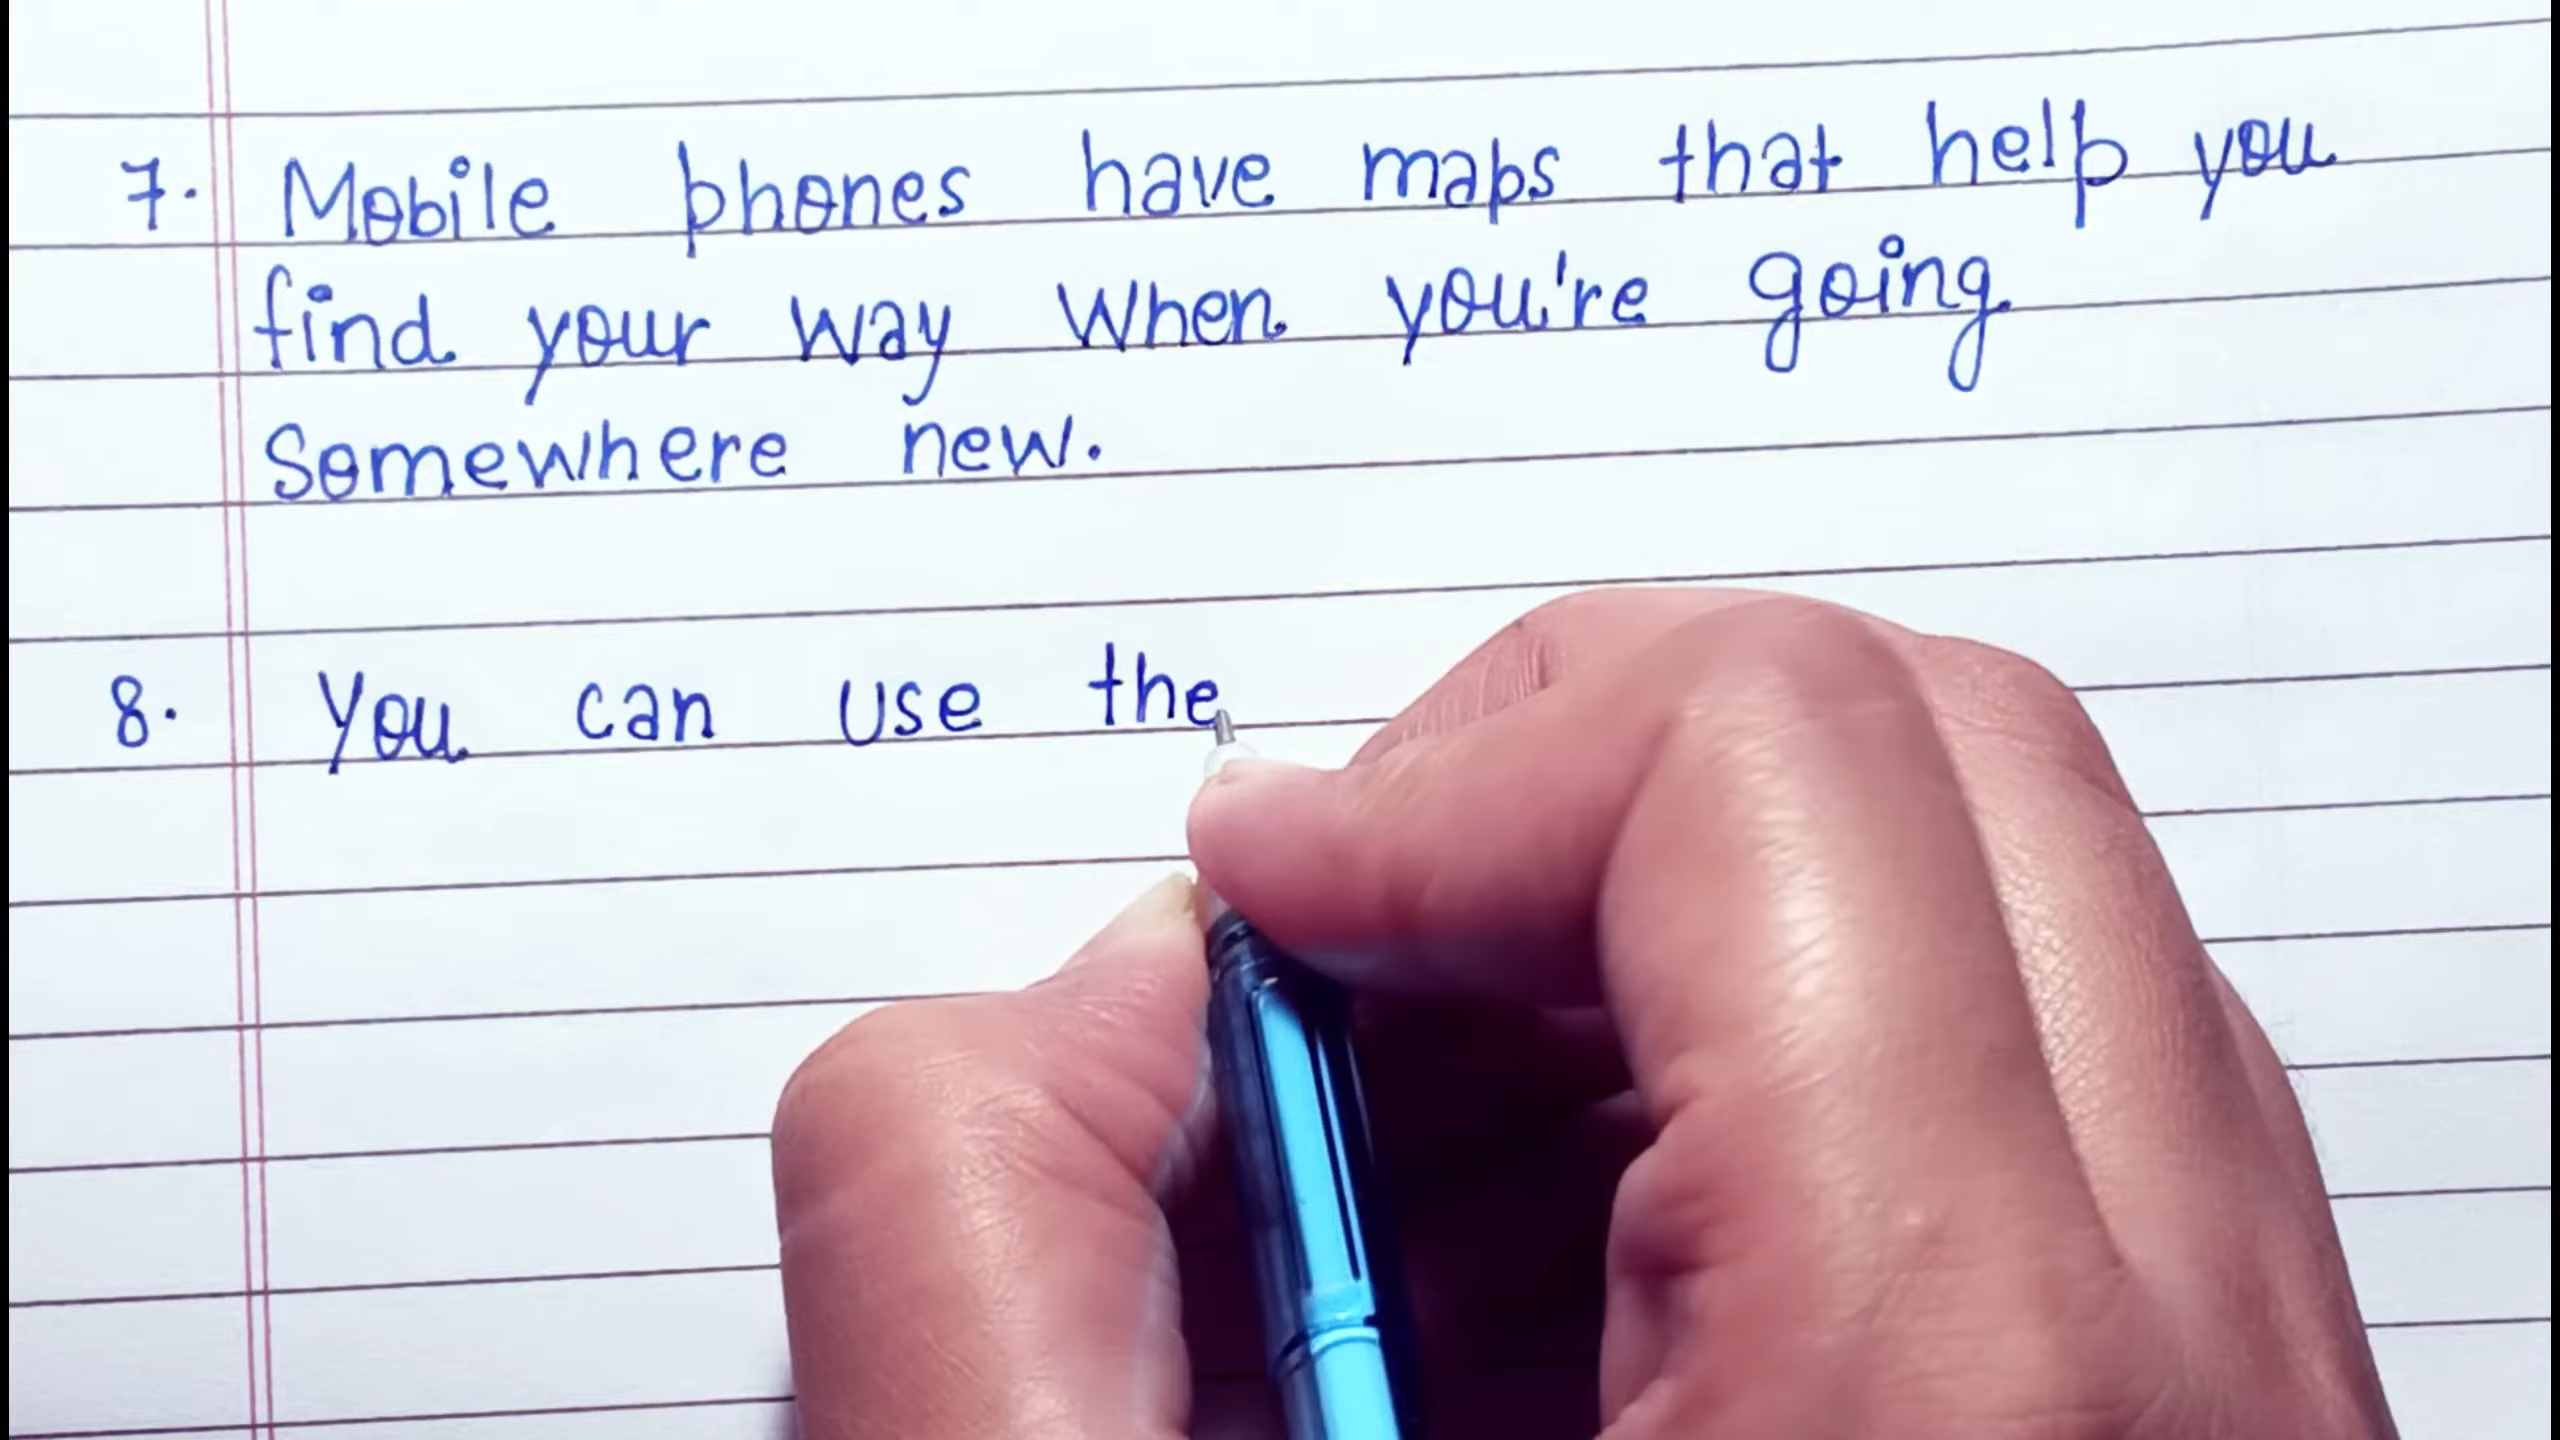 7. Mobile phones have maps that help you
find your way When you're going
Somewhere new.
8. You can use the